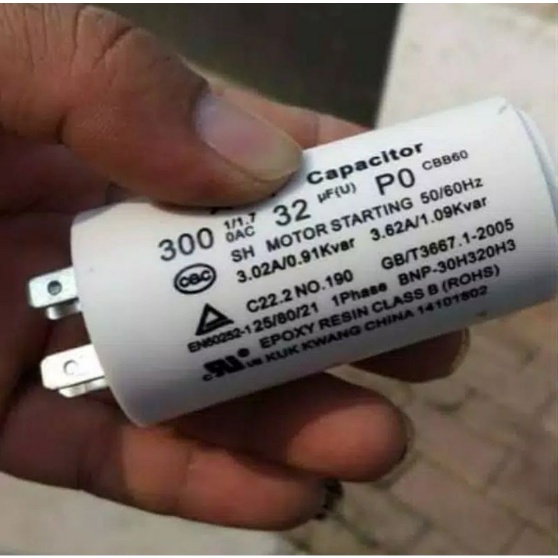 Capacitor
300 1/1.7 0AC 32 µF(U) P0 CBB60
SH MOTOR STARTING 50/60Hz
3.02A/0.91Kvar 3.62A/1.09Kvar
C22.2 NO.190 GB/T3667.1-2005
EN60252-1 25/80/21 1Phase BNP-30H320H3
EPOXY RESIN CLASS B (ROHS)
KUK KWANG CHINA 14101802